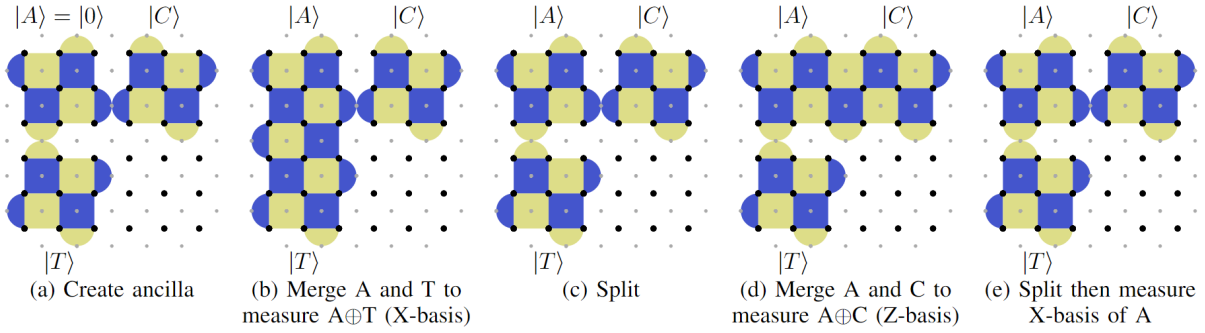 |A⟩ = |0⟩ |C⟩ |A⟩ |C⟩ |A⟩ |C⟩ |A⟩ |C⟩ |A⟩ |C⟩
|T⟩ |T⟩ |T⟩ |T⟩ |T⟩
(a) Create ancilla
(b) Merge A and T to
measure A⊕T (X-basis)
(c) Split
(d) Merge A and C to
measure A⊕C (Z-basis)
(e) Split then measure
X-basis of A